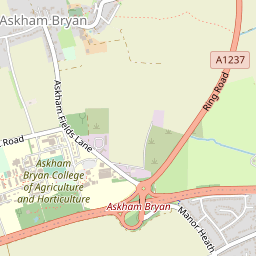 Askham Bryan
A1237
Ring Road
Askham Fields Lane
Road
Askham
Bryan College
of Agriculture
and Horticulture
Askham Bryan
Manor Heath